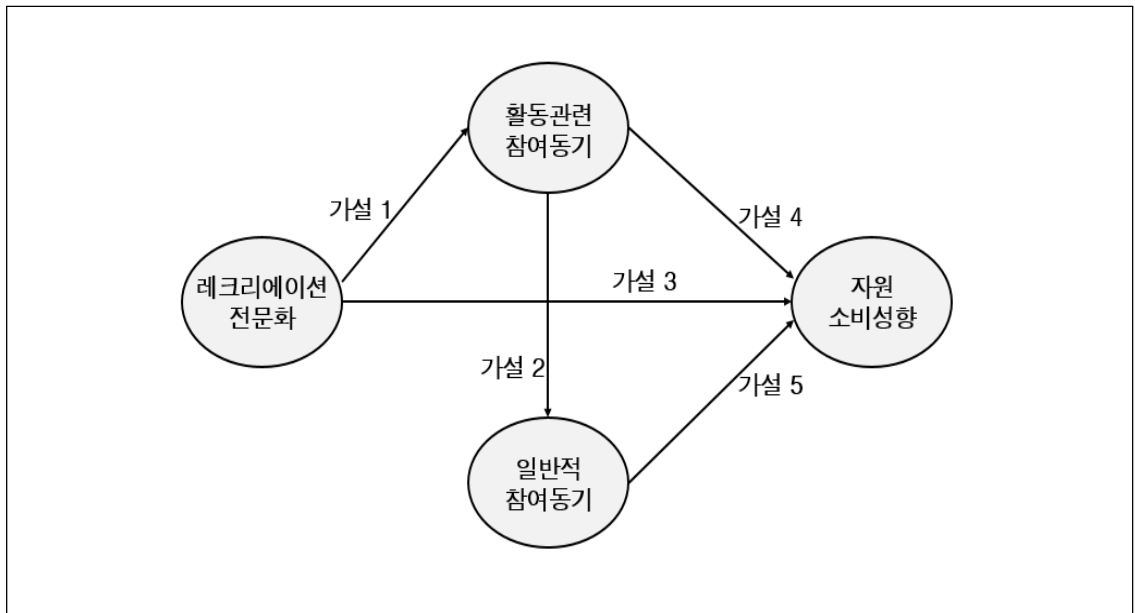 활동관련
참여동기
가설 1
가설 4
레크리에이션
전문화
가설 3
자원
소비성향
가설 2
가설 5
일반적
참여동기